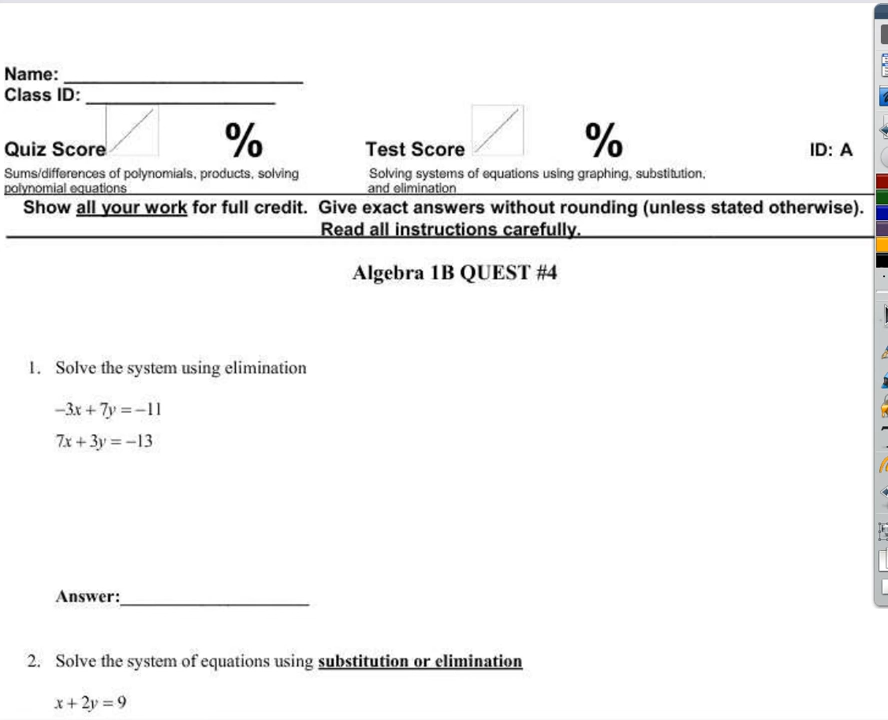 Name: ____________________
Class ID: ________________
Quiz Score % Test Score % ID: A
Sums/differences of polynomials, products, solving
polynomial equations
Solving systems of equations using graphing, substitution,
and elimination
Show all your work for full credit. Give exact answers without rounding (unless stated otherwise).
Read all instructions carefully.
Algebra 1B QUEST #4
1. Solve the system using elimination
−3x + 7y = −11
7x + 3y = −13
Answer:____________________
2. Solve the system of equations using substitution or elimination
x + 2y = 9